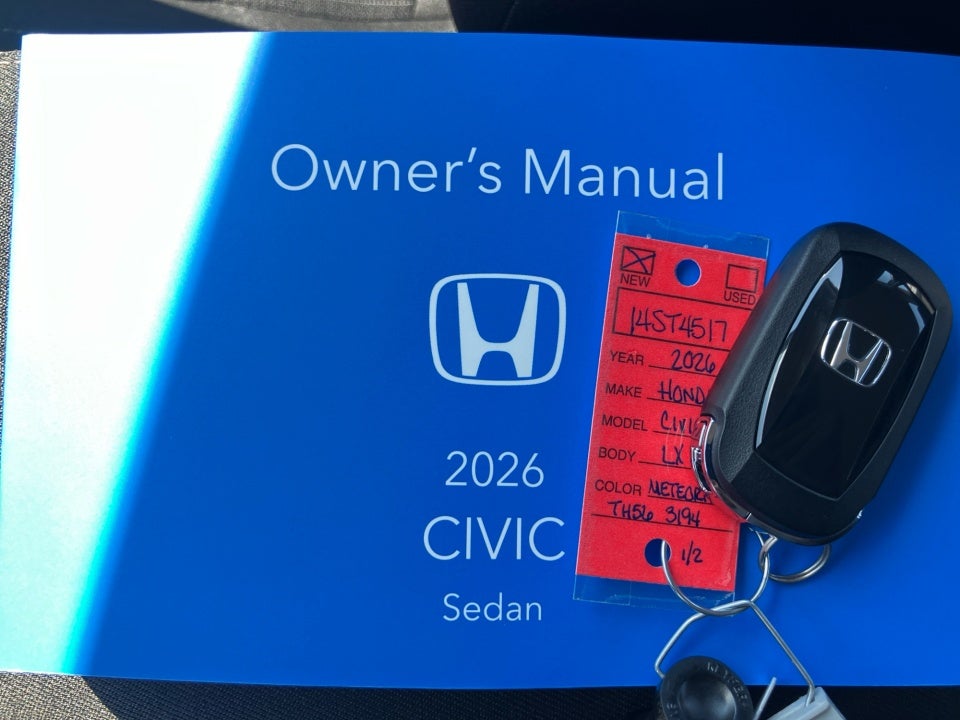 Owner's Manual
2026
CIVIC
Sedan
NEW
USED
14ST4517
YEAR 2026
MAKE HOND
MODEL CIVI
BODY LX
COLOR METEOR
TH56 3194
1/2